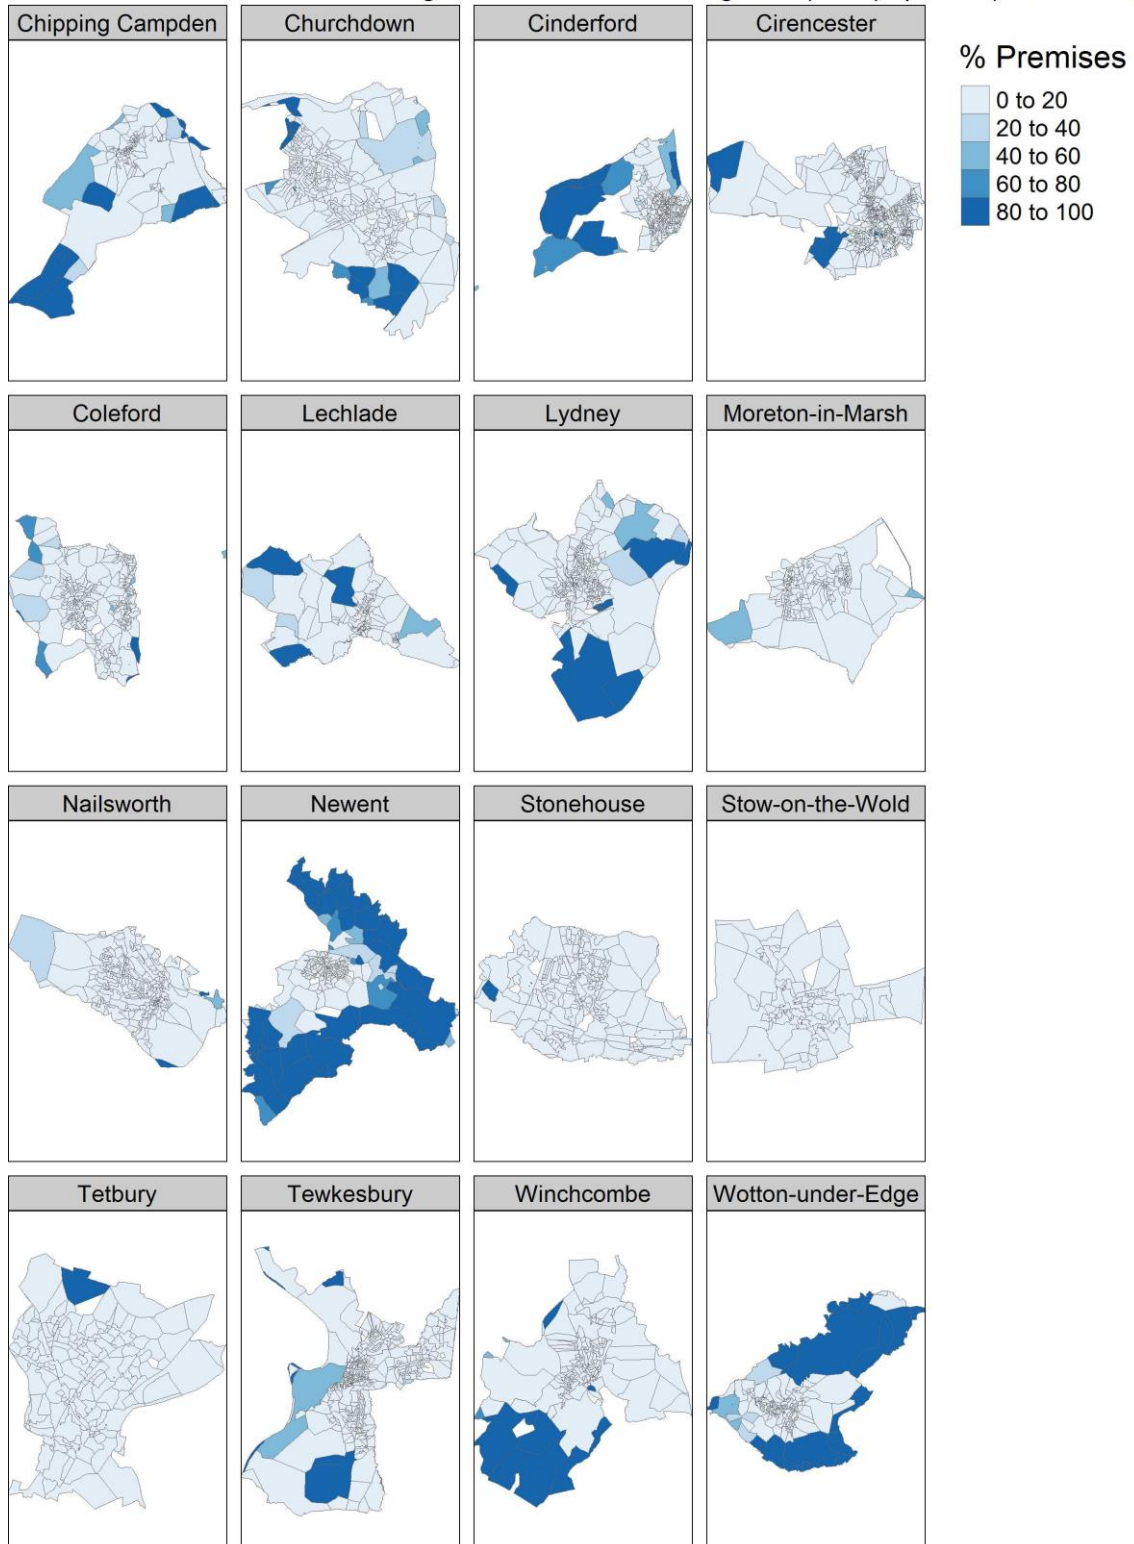 Chipping Campden Churchdown Cinderford Cirencester
% Premises
0 to 20
20 to 40
40 to 60
60 to 80
80 to 100
Coleford Lechlade Lydney Moreton-in-Marsh
Nailsworth Newent Stonehouse Stow-on-the-Wold
Tetbury Tewkesbury Winchcombe Wotton-under-Edge